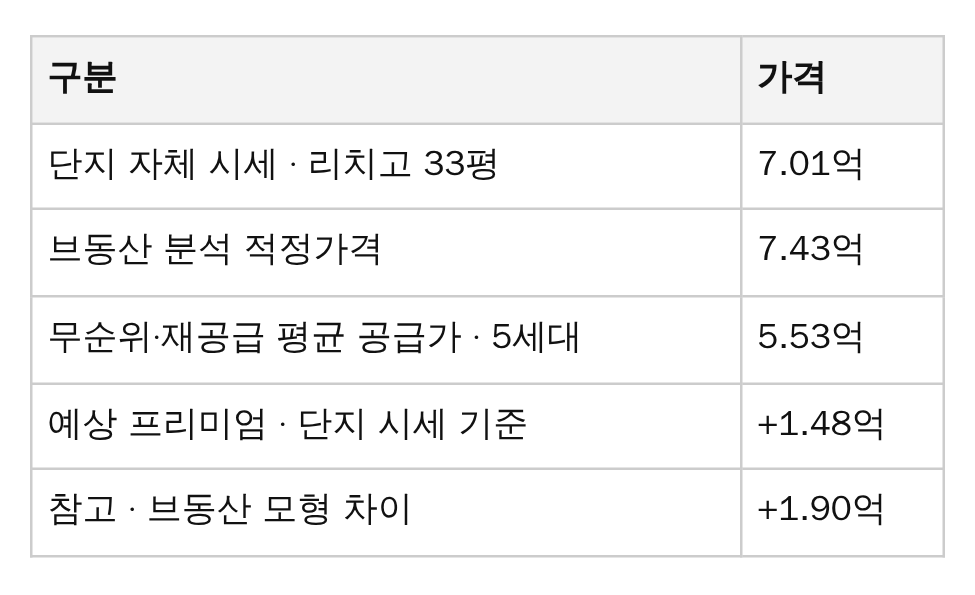 구분 가격
단지 자체 시세 · 리치고 33평 7.01억
브동산 분석 적정가격 7.43억
무순위·재공급 평균 공급가 · 5세대 5.53억
예상 프리미엄 · 단지 시세 기준 +1.48억
참고 · 브동산 모형 차이 +1.90억